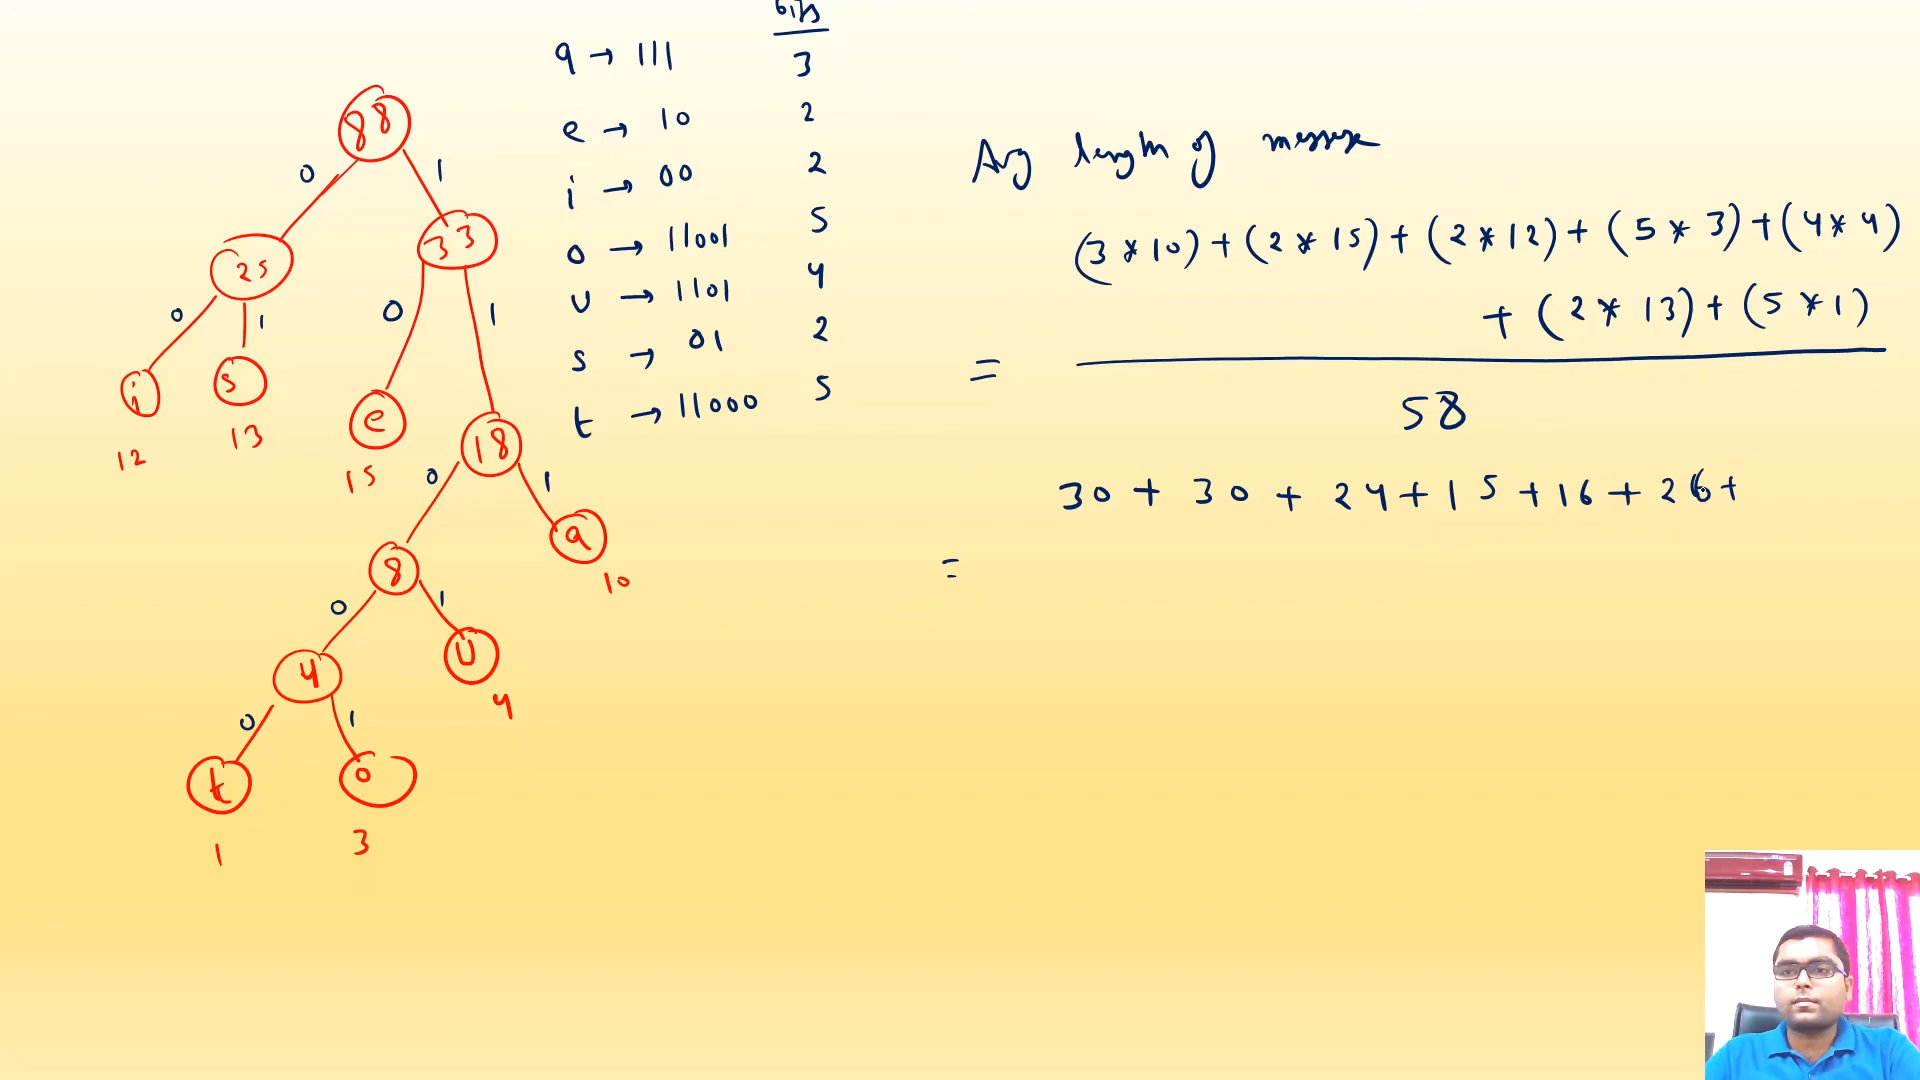 bits
q → 111 3
e → 10 2
i → 00 2
o → 11001 5
u → 1101 4
s → 01 2
t → 11000 5
88
0 1
25 33
0 1 0 1
i s e 18
12 13 15 0 1
8 a
0 1 10
4 U
0 1 4
t o
1 3
Avg length of
(3 * 10) + (2 * 15) + (2 * 12) + (5 * 3) + (4 * 4)
+ (2 * 13) + (5 * 1)
=
58
30 + 30 + 24 + 15 + 16 + 26 +
=